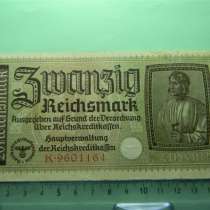 Zwanzig
Reichsmark
Ausgegeben auf Grund der Verordnung
über Reichskreditkassen.
Hauptverwaltung
der Reichskreditkassen
K·9601164